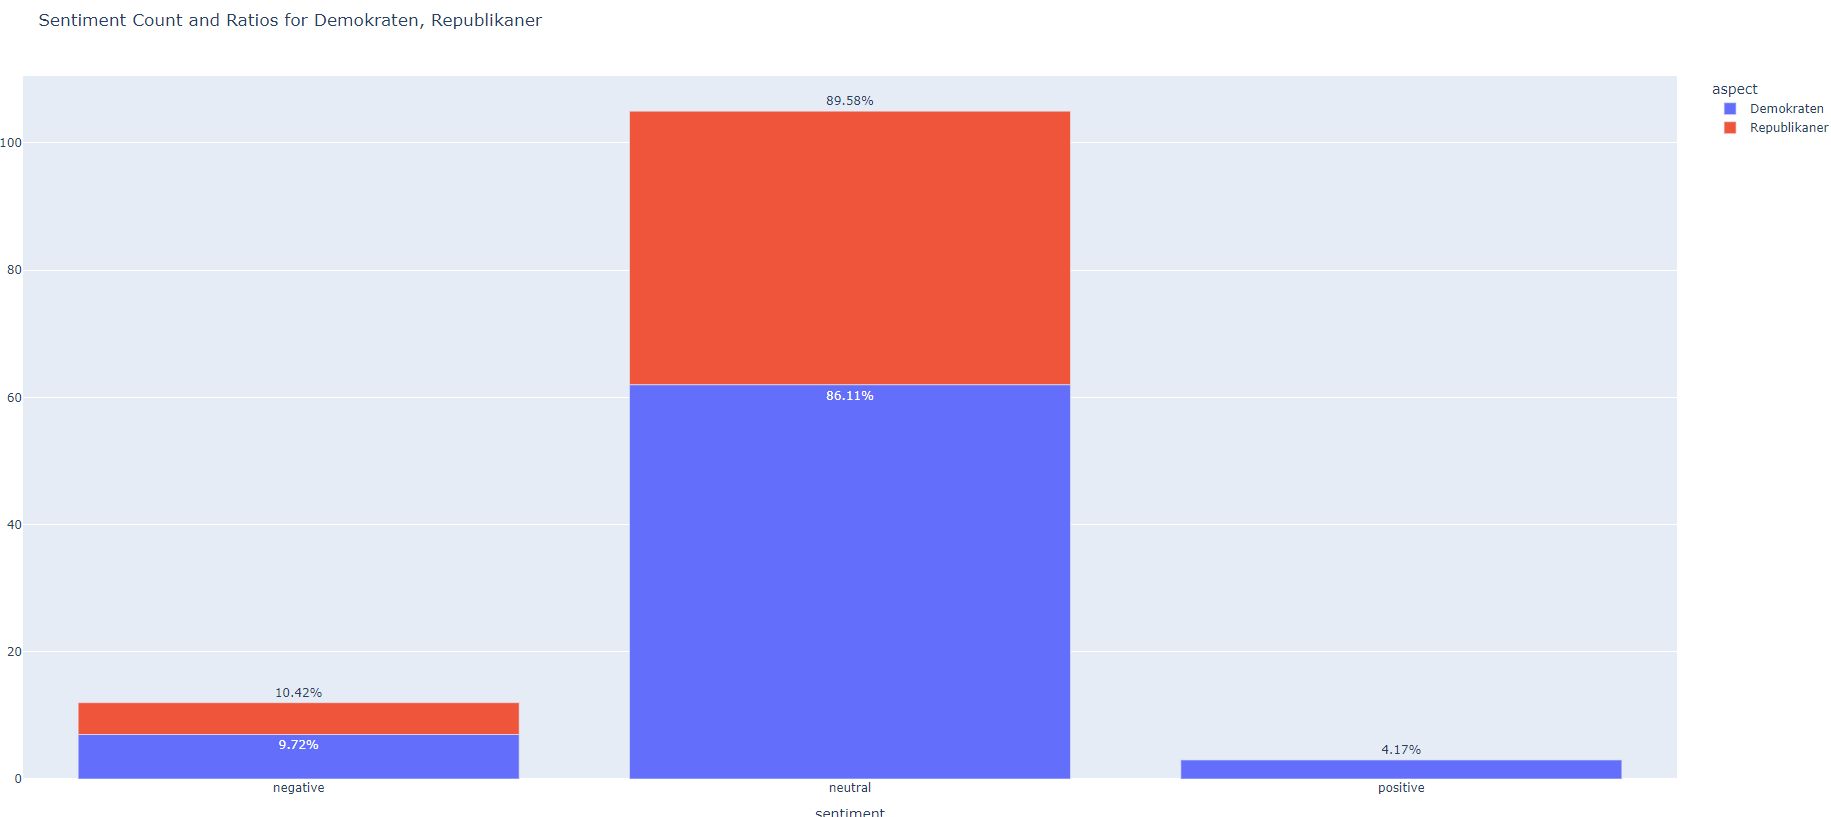 Sentiment Count and Ratios for Demokraten, Republikaner
aspect
Demokraten
Republikaner
100
80
60
40
20
0
10.42%
9.72%
89.58%
86.11%
4.17%
negative
neutral
positive
sentiment